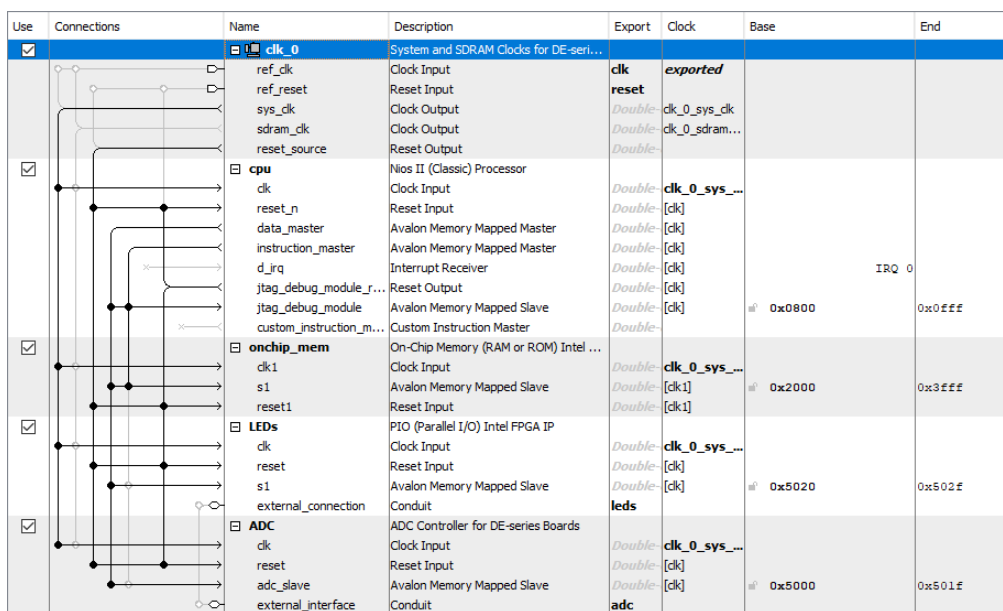 Use Connections Name Description Export Clock Base End
clk_0 System and SDRAM Clocks for DE-seri...
ref_clk Clock Input clk exported
ref_reset Reset Input reset
sys_clk Clock Output Double- clk_0_sys_clk
sdram_clk Clock Output Double- clk_0_sdram...
reset_source Reset Output Double-
cpu Nios II (Classic) Processor
clk Clock Input Double- clk_0_sys_...
reset_n Reset Input Double- [clk]
data_master Avalon Memory Mapped Master Double- [clk]
instruction_master Avalon Memory Mapped Master Double- [clk]
d_irq Interrupt Receiver Double- [clk] IRQ 0
jtag_debug_module_r... Reset Output Double- [clk]
jtag_debug_module Avalon Memory Mapped Slave Double- [clk] 0x0800 0x0fff
custom_instruction_m... Custom Instruction Master Double-
onchip_mem On-Chip Memory (RAM or ROM) Intel ...
clk1 Clock Input Double- clk_0_sys_...
s1 Avalon Memory Mapped Slave Double- [clk1] 0x2000 0x3fff
reset1 Reset Input Double- [clk1]
LEDs PIO (Parallel I/O) Intel FPGA IP
clk Clock Input Double- clk_0_sys_...
reset Reset Input Double- [clk]
s1 Avalon Memory Mapped Slave Double- [clk] 0x5020 0x502f
external_connection Conduit leds
ADC ADC Controller for DE-series Boards
clk Clock Input Double- clk_0_sys_...
reset Reset Input Double- [clk]
adc_slave Avalon Memory Mapped Slave Double- [clk] 0x5000 0x501f
external_interface Conduit adc